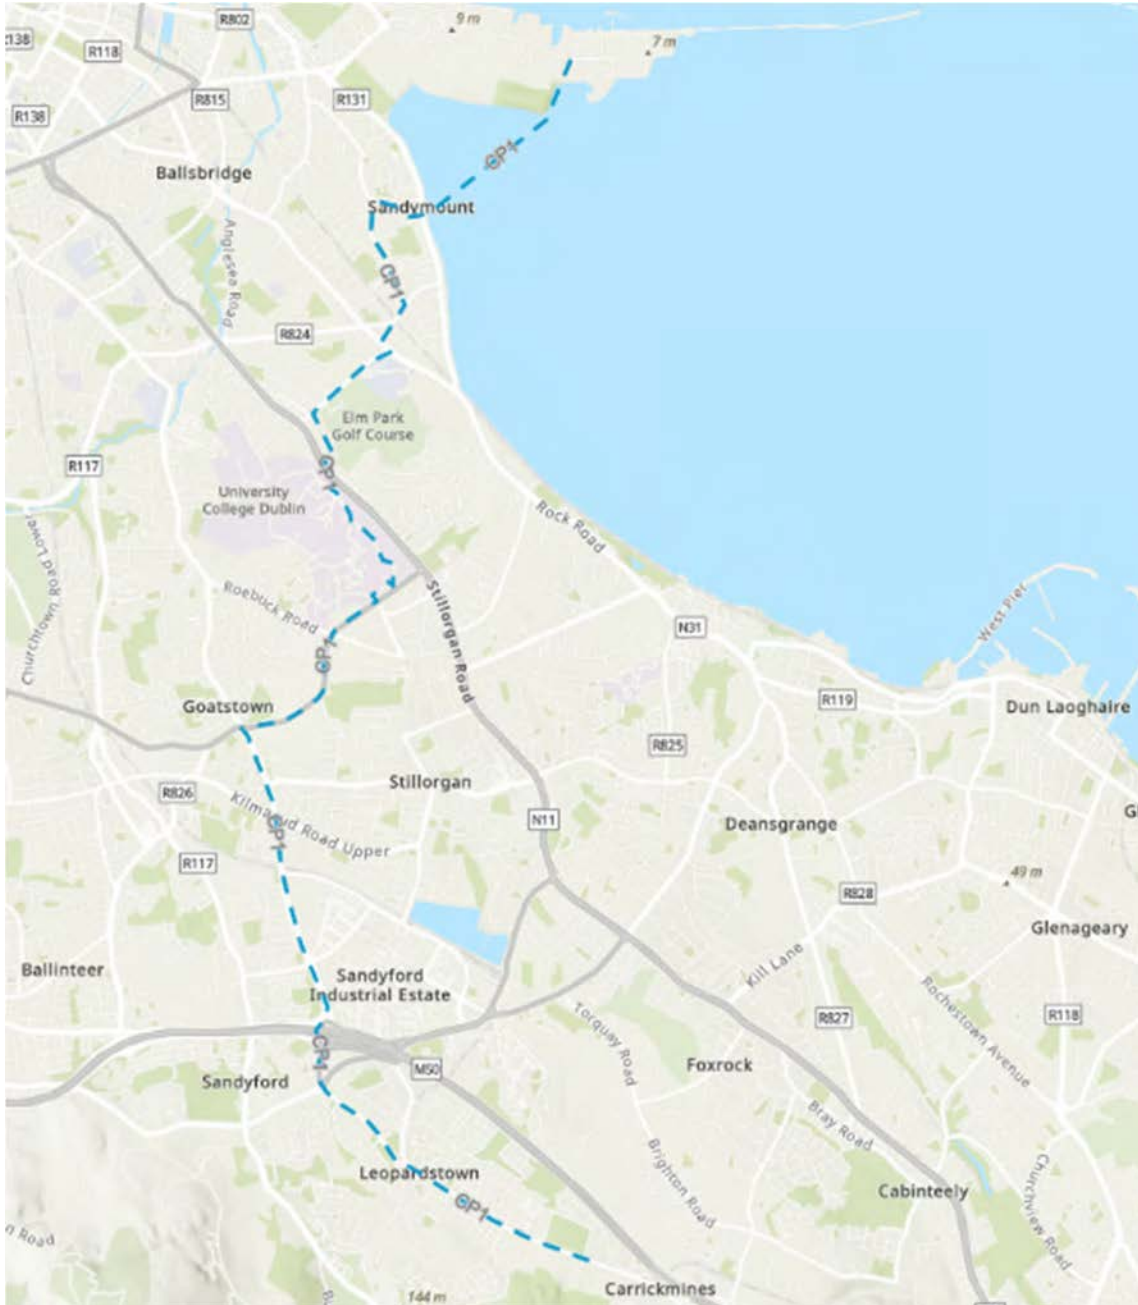 R802
9 m
138
R118
7 m
R815
R131
R138
CP1
Ballsbridge
Sandymount
Anglesea Road
CP1
R824
Elm Park
Golf Course
R117
CP1
University
College Dublin
Rock Road
Churchtown Road Lower
Roebuck Road
Stillorgan Road
West Pier
N31
CP1
Goatstown
R119
Dun Laoghaire
R825
Stillorgan
R826
Kilmacud Road Upper
CP1
N11
Deansgrange
G
R117
49 m
R828
Glenageary
Ballinteer
Sandyford
Industrial Estate
Kill Lane
Rochestown Avenue
Torquay Road
R827
R118
CP1
Sandyford
M50
Foxrock
Bray Road
Leopardstown
Brighton Road
Cabinteely
Churchview Road
CP1
n Road
144 m
Carrickmines